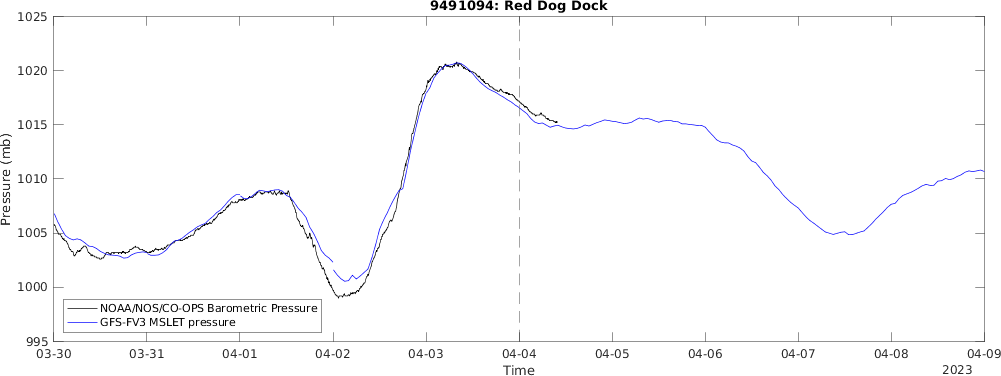 9491094: Red Dog Dock
1025
1020
1015
1010
1005
1000
995
Pressure (mb)
NOAA/NOS/CO-OPS Barometric Pressure
GFS-FV3 MSLET pressure
03-30 03-31 04-01 04-02 04-03 04-04 04-05 04-06 04-07 04-08 04-09
Time
2023